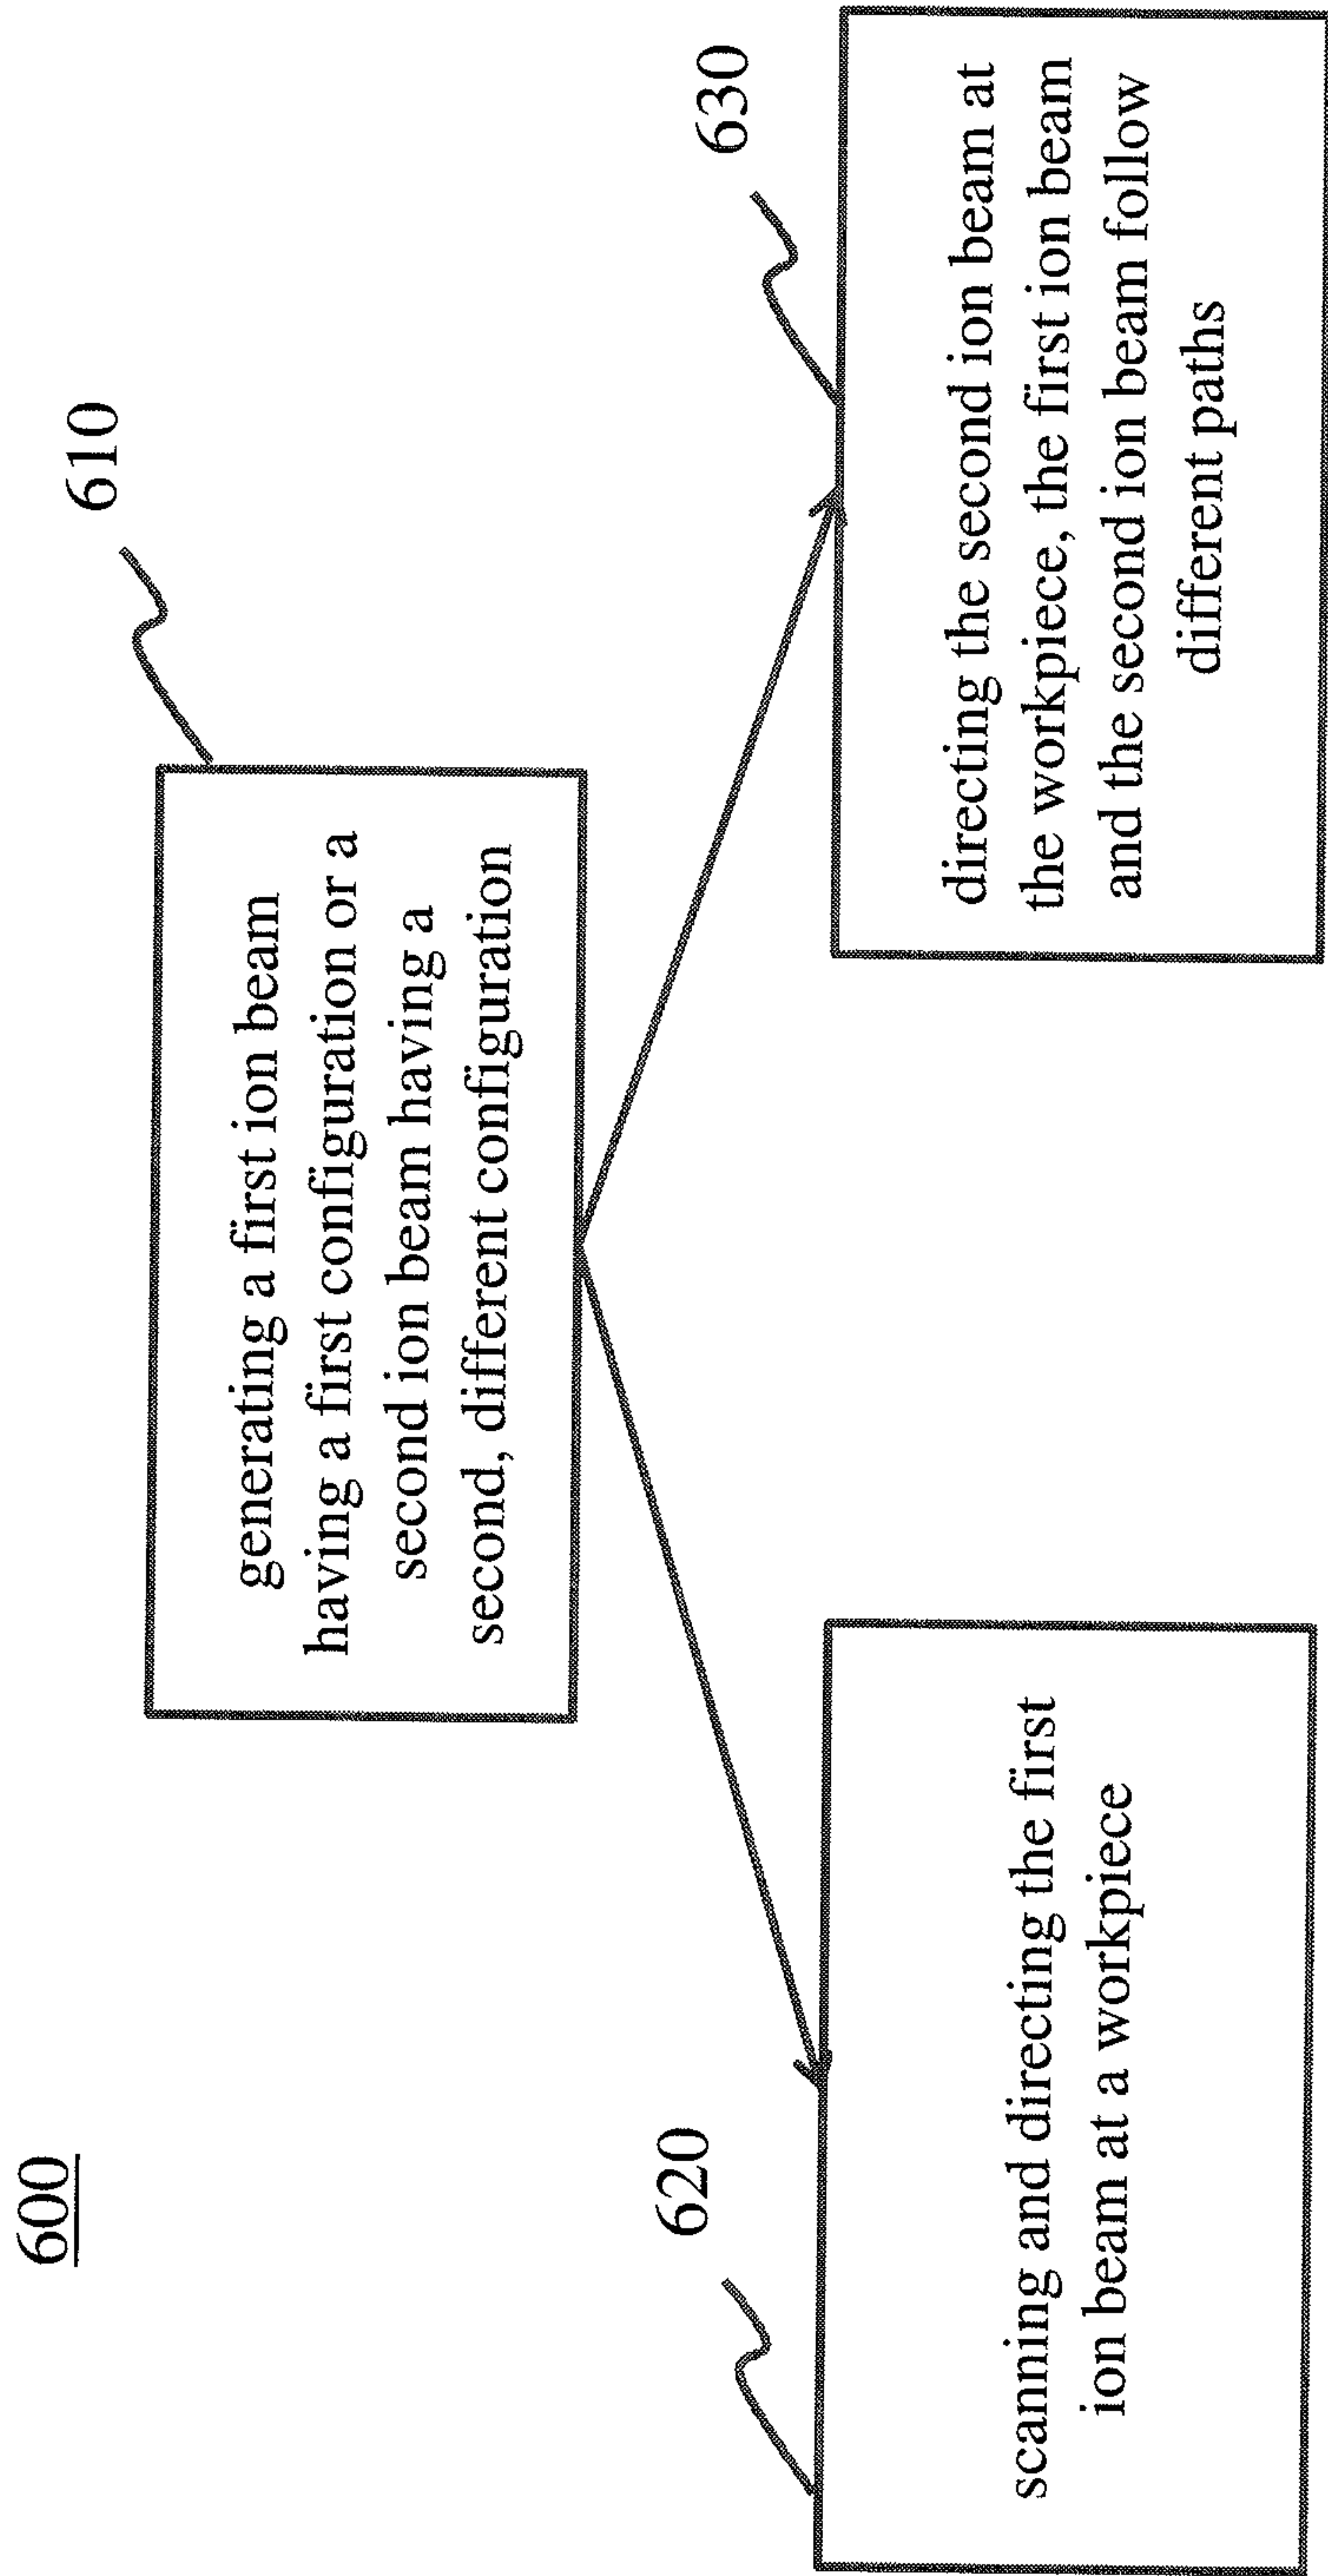 600
610
generating a first ion beam
having a first configuration or a
second ion beam having a
second, different configuration
620
scanning and directing the first
ion beam at a workpiece
630
directing the second ion beam at
the workpiece, the first ion beam
and the second ion beam follow
different paths